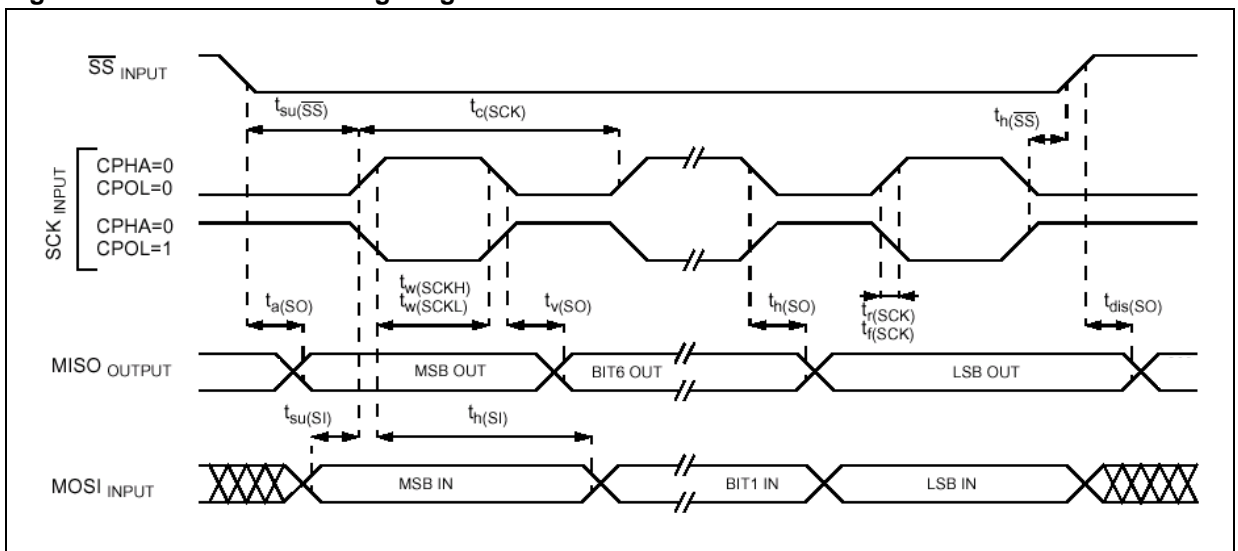 SS INPUT
tsu(SS)
tc(SCK)
th(SS)
SCK INPUT
CPHA=0
CPOL=0
CPHA=0
CPOL=1
ta(SO)
tw(SCKH)
tw(SCKL)
tv(SO)
th(SO)
tr(SCK)
tf(SCK)
tdis(SO)
MISO OUTPUT
MSB OUT
BIT6 OUT
LSB OUT
tsu(SI)
th(SI)
MOSI INPUT
MSB IN
BIT1 IN
LSB IN